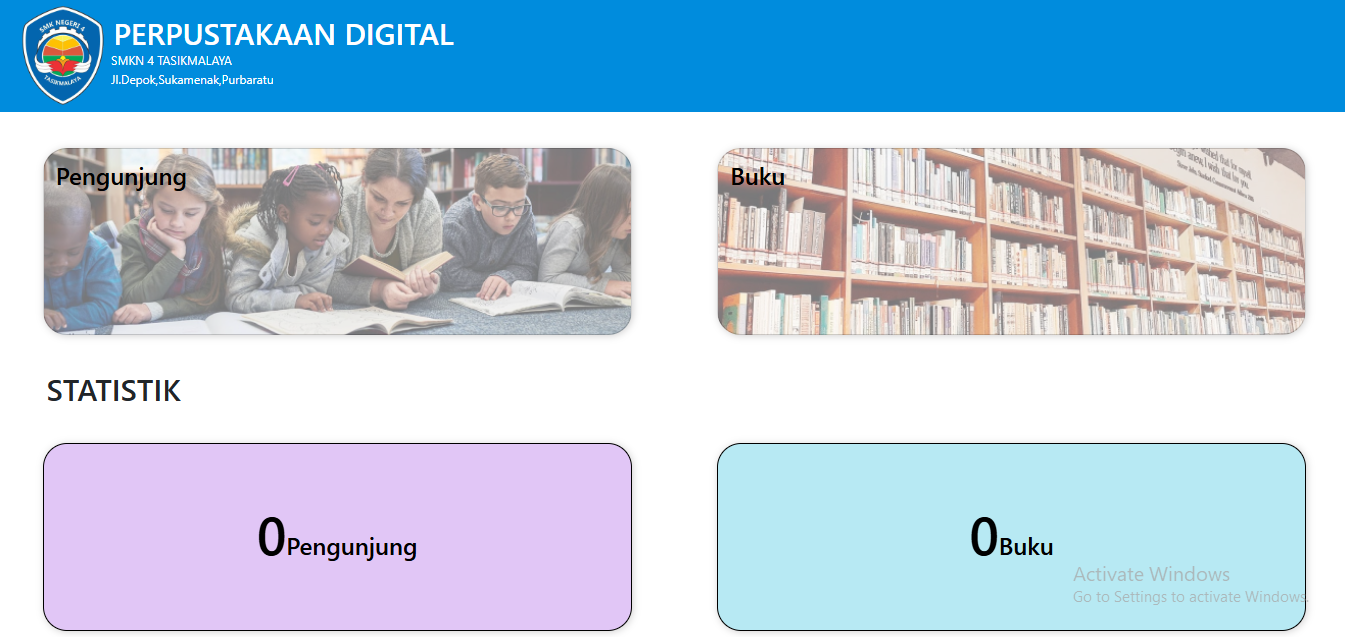 SMK NEGERI 4
TASIKMALAYA
PERPUSTAKAAN DIGITAL
SMKN 4 TASIKMALAYA
Jl.Depok,Sukamenak,Purbaratu
Pengunjung
Buku
STATISTIK
0Pengunjung
0Buku
Activate Windows
Go to Settings to activate Windows.